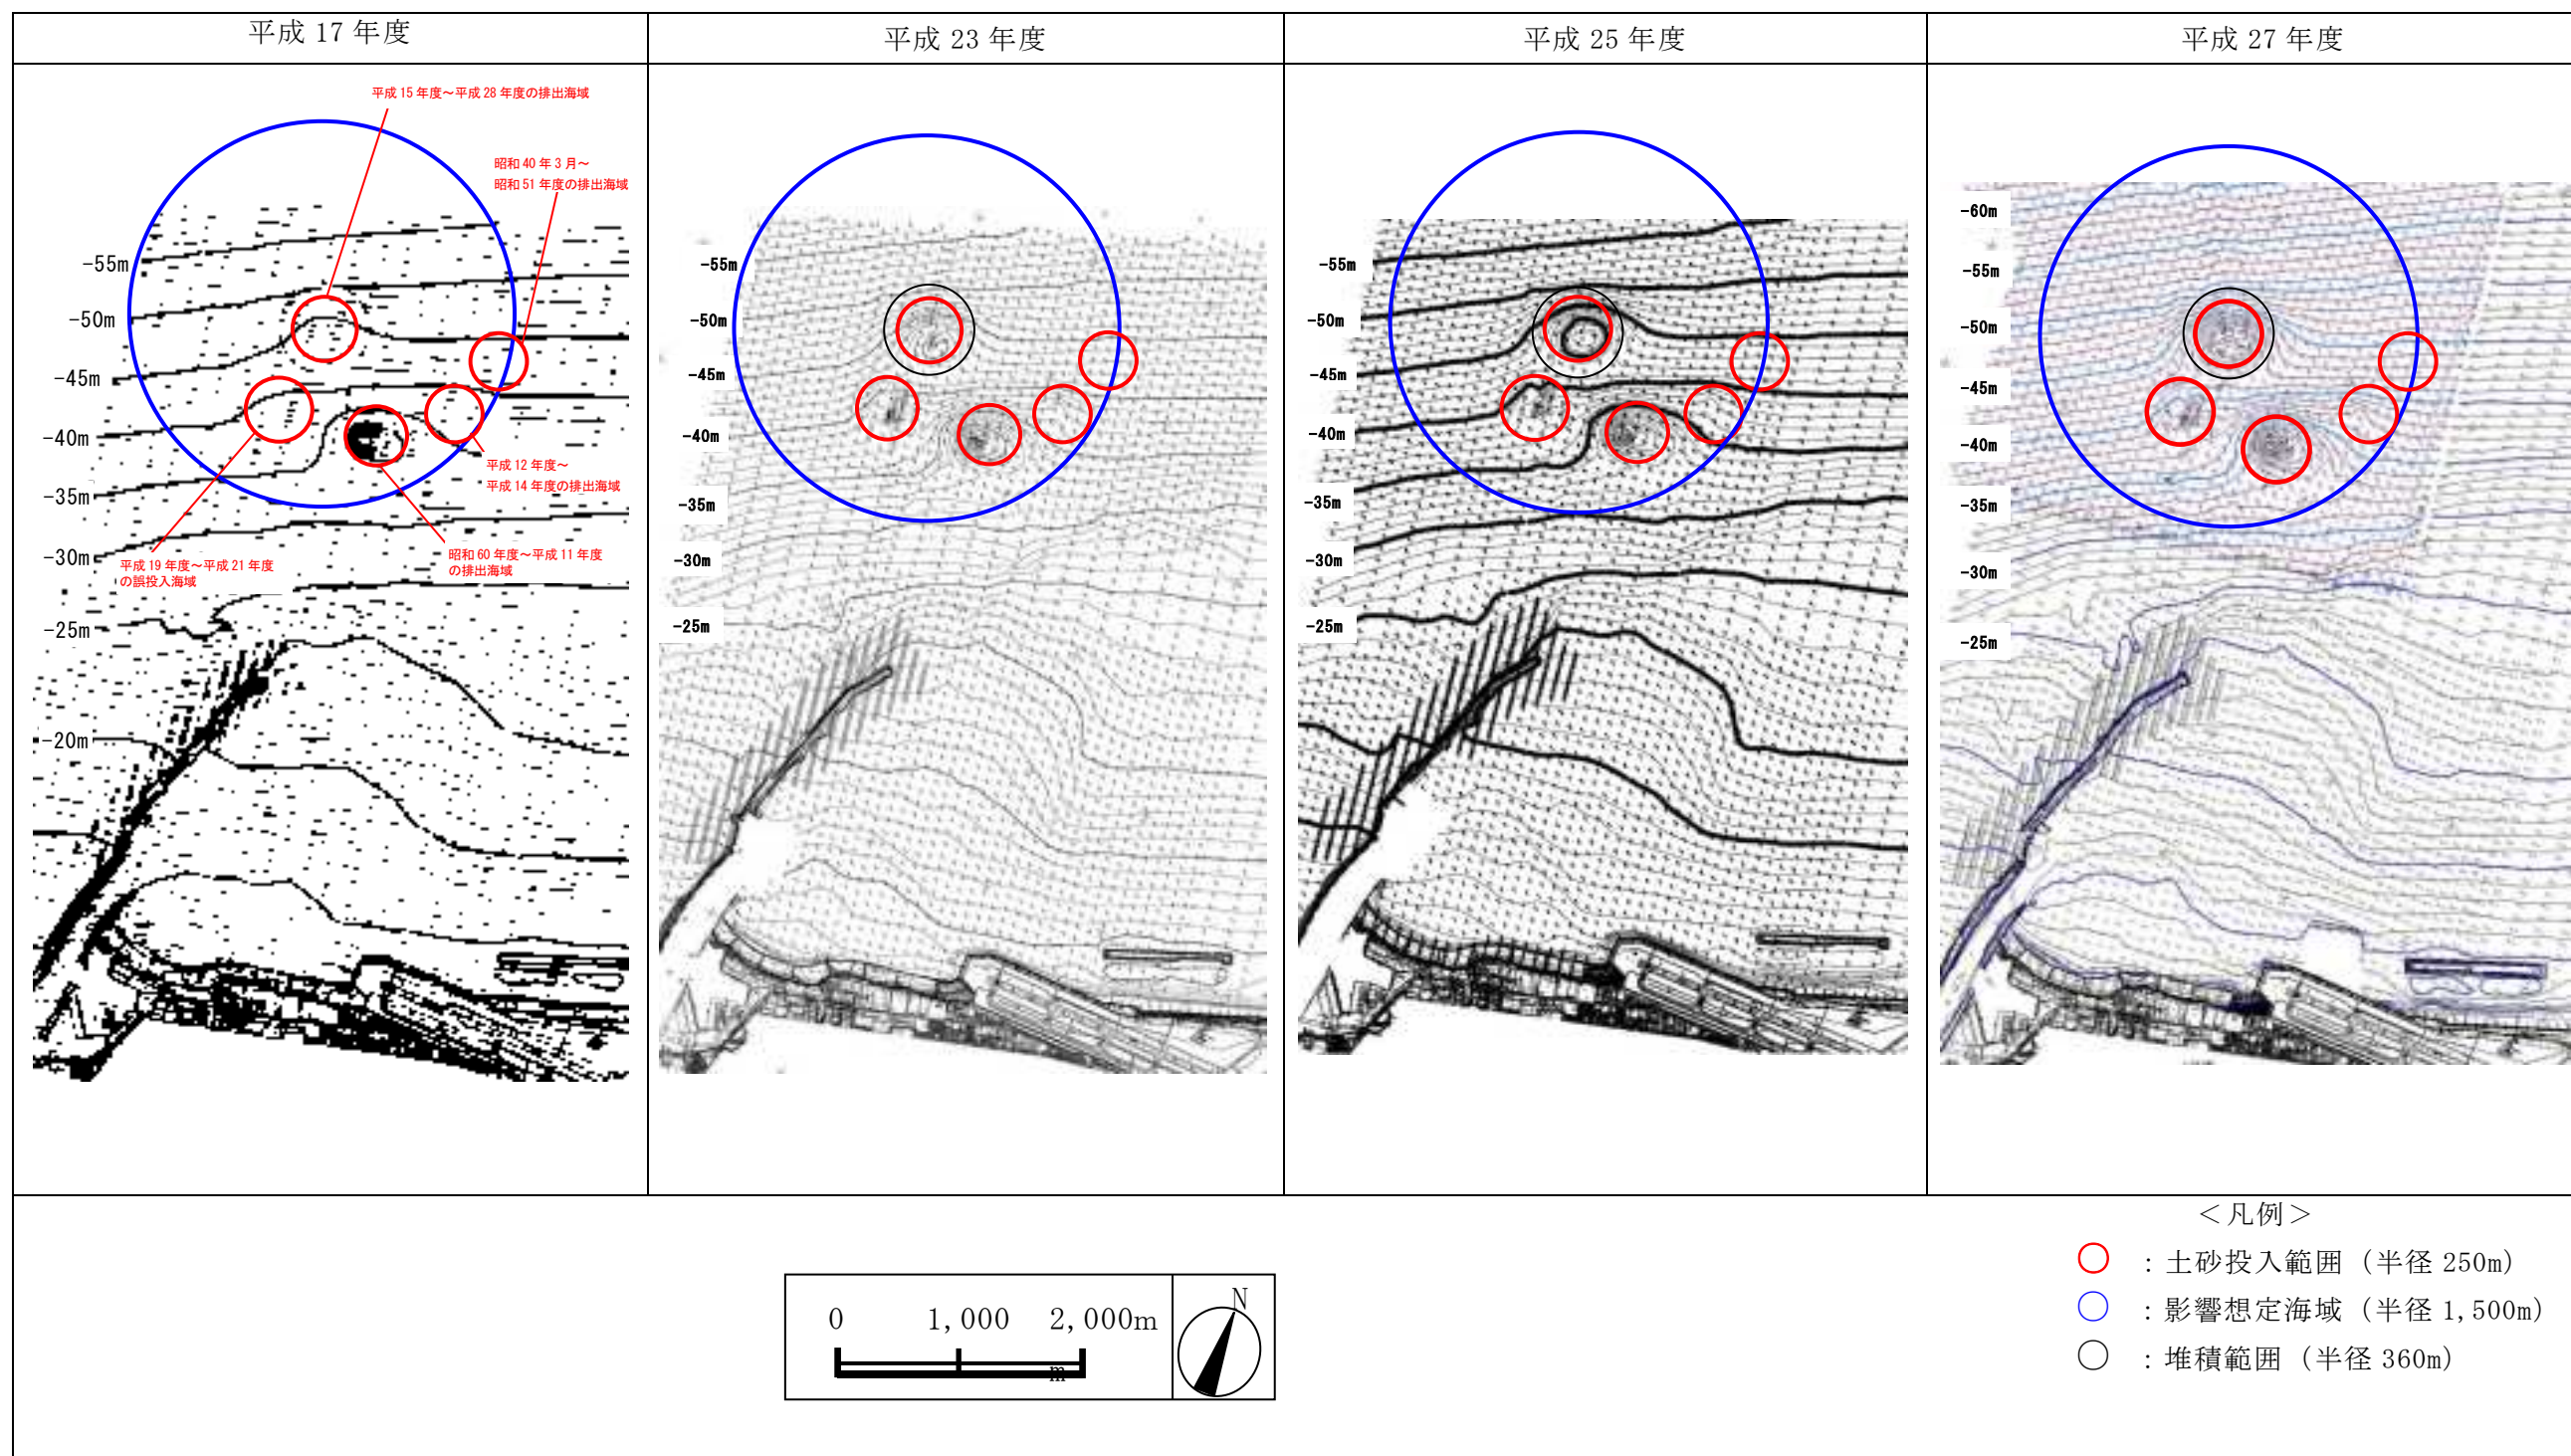 平成 17 年度
平成 23 年度
平成 25 年度
平成 27 年度
平成 15 年度～平成 28 年度の排出海域
昭和 40 年 3 月～
昭和 51 年度の排出海域
-55m
-50m
-45m
-40m
-35m
-30m
-25m
-20m
平成 12 年度～
平成 14 年度の排出海域
昭和 60 年度～平成 11 年度
の排出海域
平成 19 年度～平成 21 年度
の誤投入海域
-55m
-50m
-45m
-40m
-35m
-30m
-25m
-55m
-50m
-45m
-40m
-35m
-30m
-25m
-60m
-55m
-50m
-45m
-40m
-35m
-30m
-25m
0 1,000 2,000m
m
N
＜凡例＞
：土砂投入範囲（半径 250m）
：影響想定海域（半径 1,500m）
：堆積範囲（半径 360m）